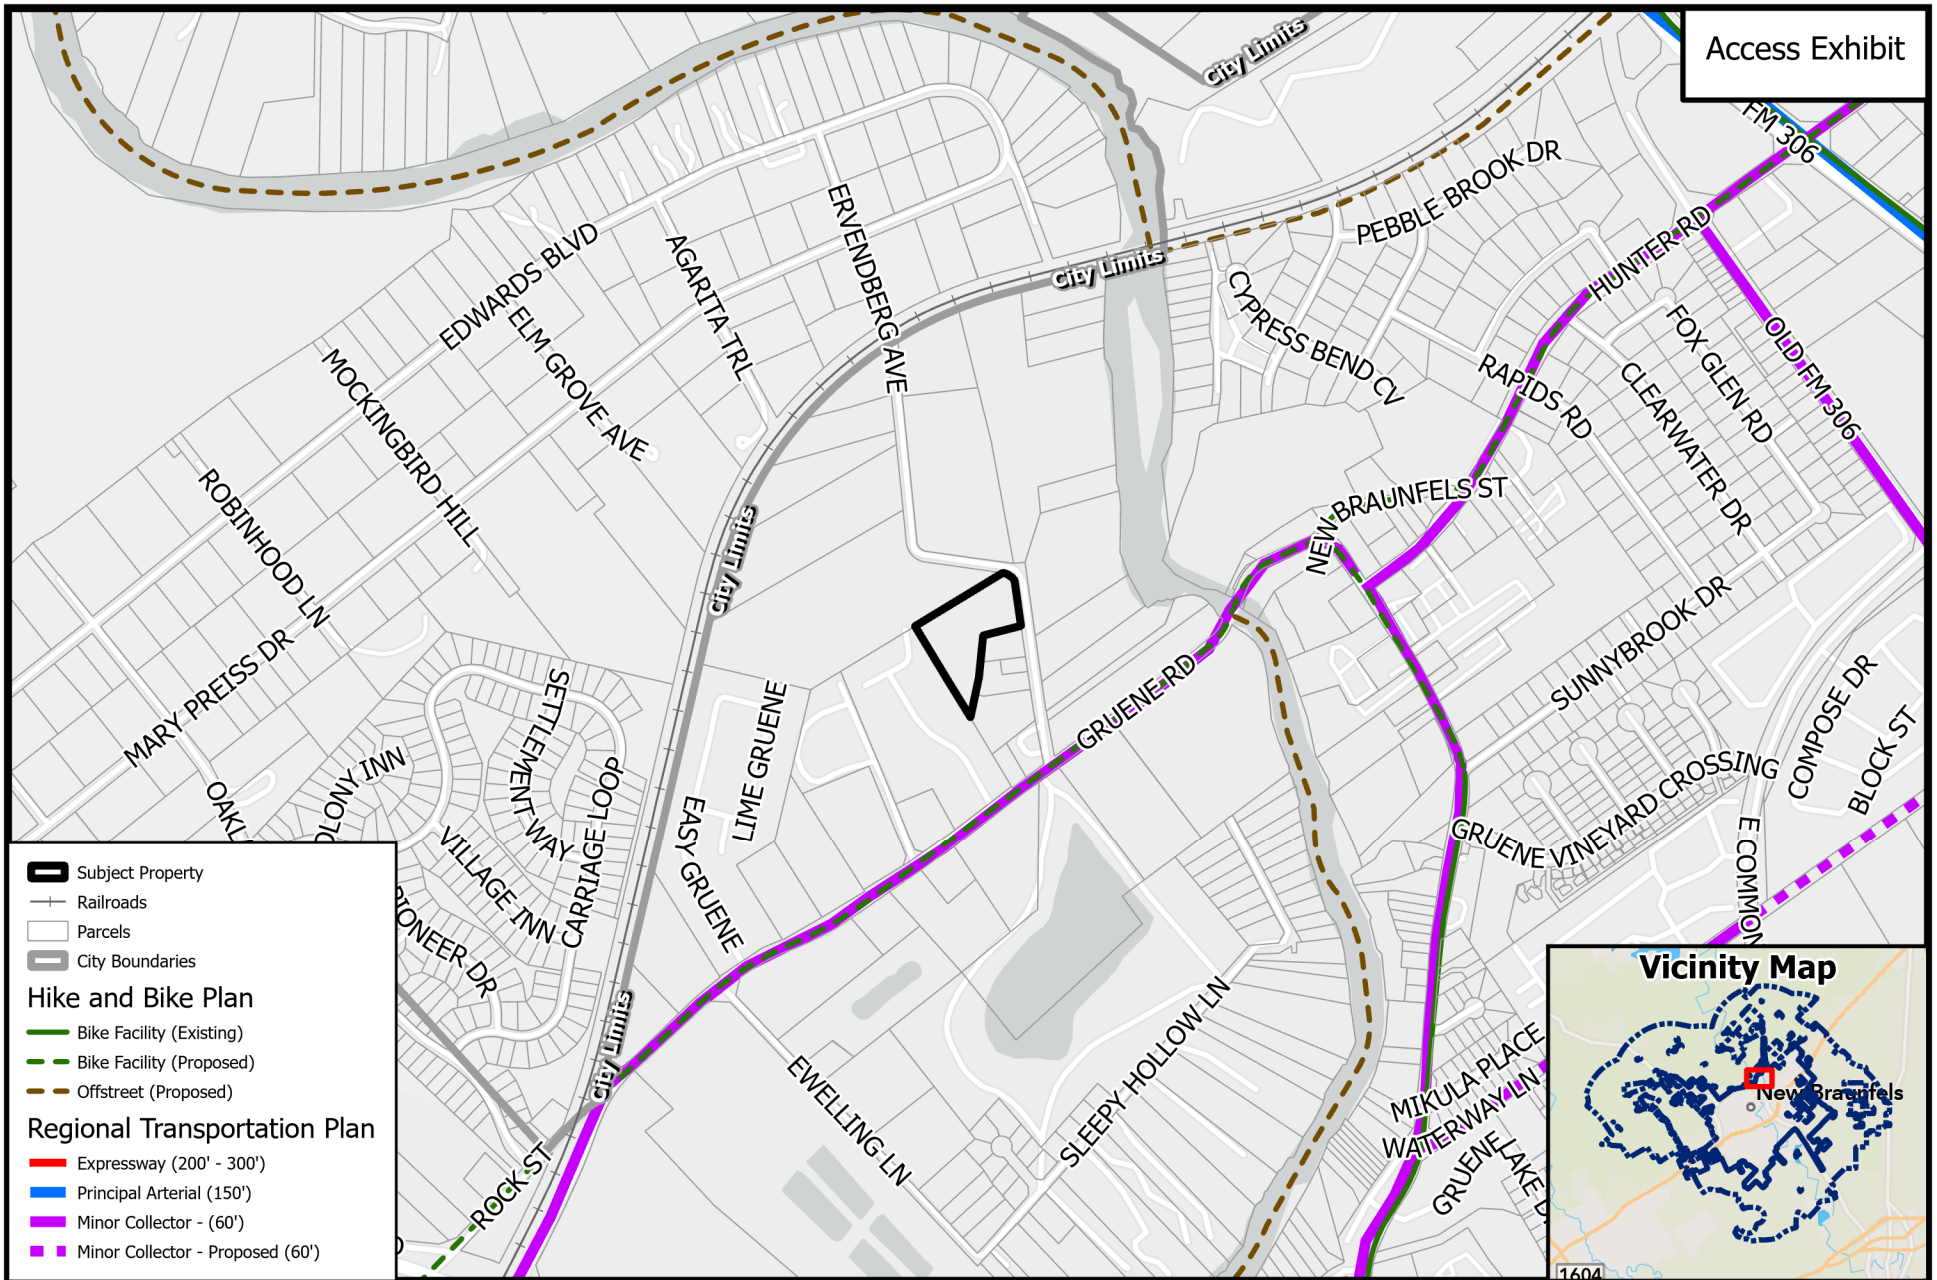 Access Exhibit
City Limits
FM 306
PEBBLE BROOK DR
HUNTER RD
ERVENDBERG AVE
EDWARDS BLVD
AGARITA TRL
City Limits
CYPRESS BEND CV
ELM GROVE AVE
MOCKINGBIRD HILL
FOX GLEN RD
OLD FM 306
RAPIDS RD
CLEARWATER DR
ROBINHOOD LN
City Limits
NEW BRAUNFELS ST
MARY PREISS DR
SETTLEMENT WAY
LIME GRUENE
GRUENE RD
SUNNYBROOK DR
COMPOSE DR
BLOCK ST
OLONY INN
CARRIAGE LOOP
GRUENE VINEYARD CROSSING
OAKL
VILLAGE INN
EASY GRUENE
E COMMON
IONEER DR
City Limits
EWELLING LN
SLEEPY HOLLOW LN
MIKULA PLACE
WATERWAY LN
GRUENE LAKE D
ROCK ST
Subject Property
Railroads
Parcels
City Boundaries
Hike and Bike Plan
Bike Facility (Existing)
Bike Facility (Proposed)
Offstreet (Proposed)
Regional Transportation Plan
Expressway (200' - 300')
Principal Arterial (150')
Minor Collector - (60')
Minor Collector - Proposed (60')
Vicinity Map
New Braunfels
1604